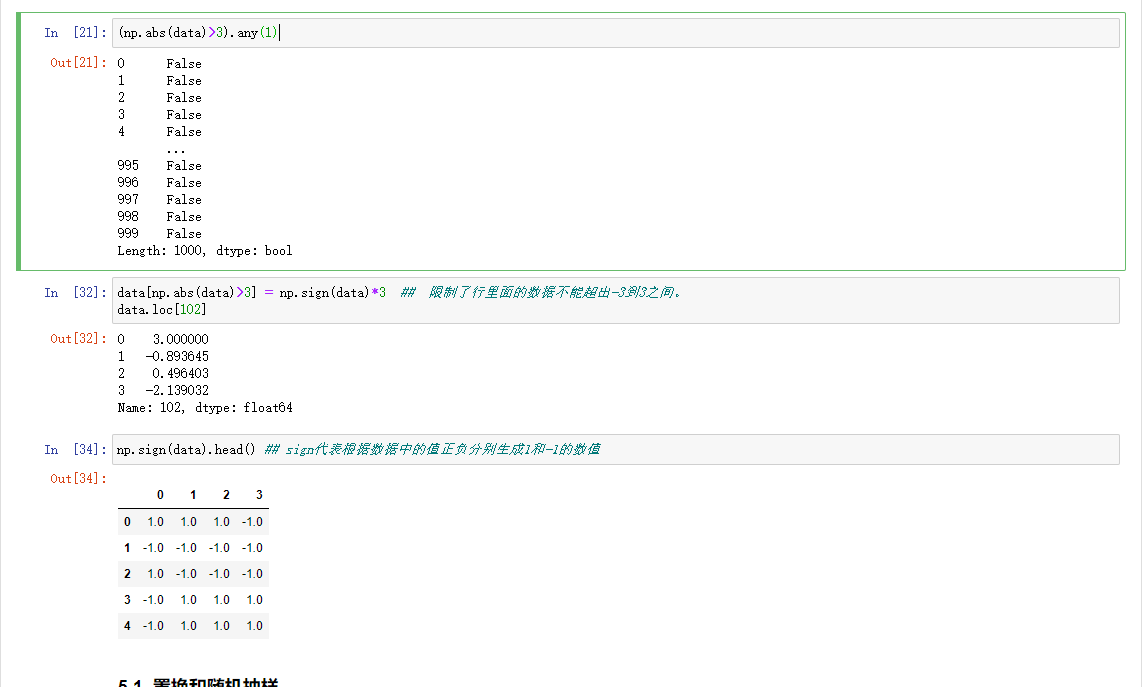 In [21]: (np.abs(data)>3).any(1)
Out[21]: 0 False
1 False
2 False
3 False
4 False
...
995 False
996 False
997 False
998 False
999 False
Length: 1000, dtype: bool
In [32]: data[np.abs(data)>3] = np.sign(data)*3 ## 限制了行里面的数据不能超出-3到3之间。
data.loc[102]
Out[32]: 0 3.000000
1 -0.893645
2 0.496403
3 -2.139032
Name: 102, dtype: float64
In [34]: np.sign(data).head() ## sign代表根据数据中的值正负分别生成1和-1的数值
Out[34]:
0 1 2 3
0 1.0 1.0 1.0 -1.0
1 -1.0 -1.0 -1.0 -1.0
2 1.0 -1.0 -1.0 -1.0
3 -1.0 1.0 1.0 1.0
4 -1.0 1.0 1.0 1.0
5.1 置换和随机抽样